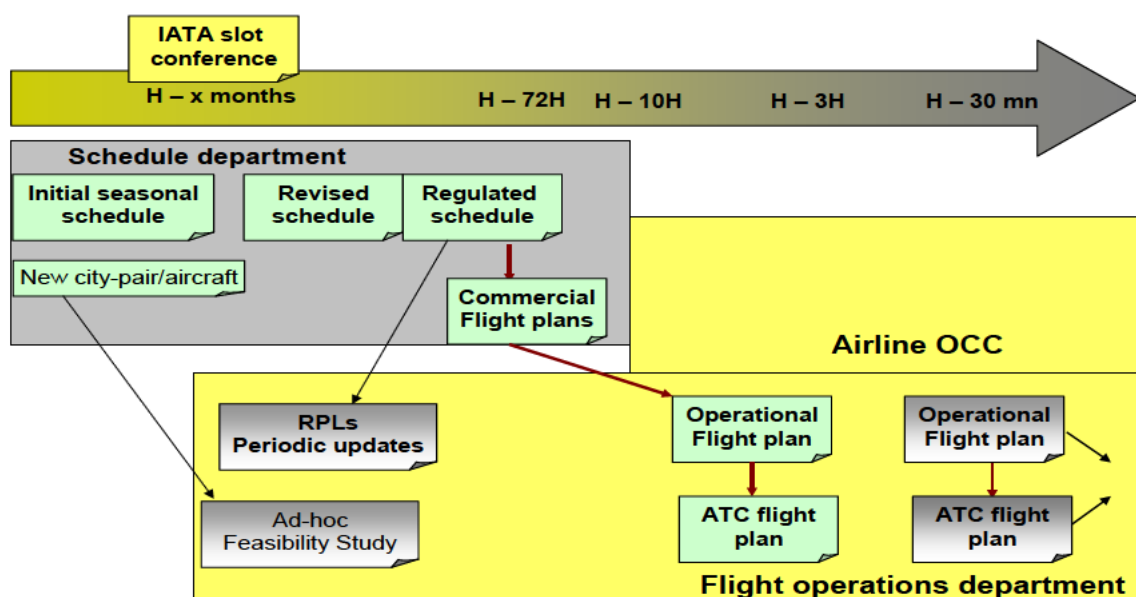 IATA slot
conference
H – x months
H – 72H
H – 10H
H – 3H
H – 30 mn
Schedule department
Initial seasonal
schedule
Revised
schedule
Regulated
schedule
New city-pair/aircraft
Commercial
Flight plans
Airline OCC
RPLs
Periodic updates
Operational
Flight plan
Operational
Flight plan
Ad-hoc
Feasibility Study
ATC flight
plan
ATC flight
plan
Flight operations department